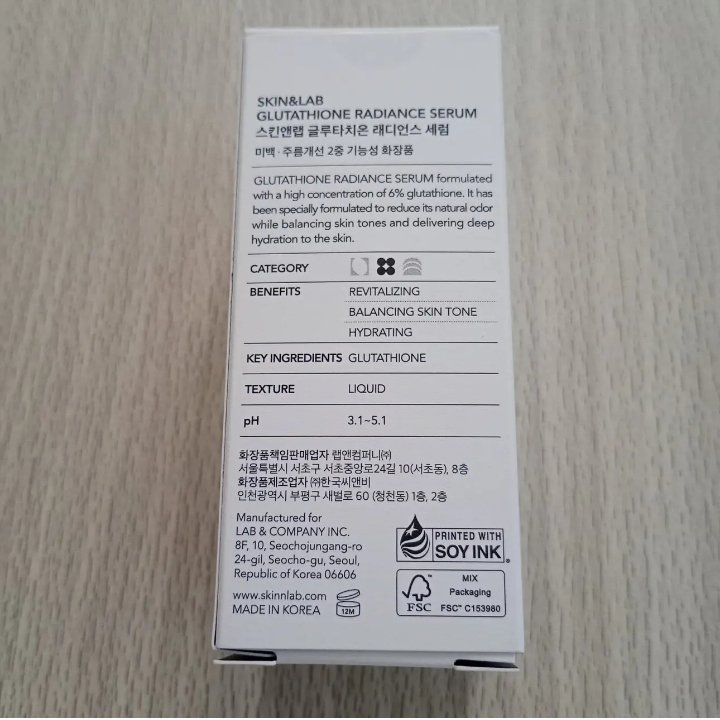 SKIN&LAB
GLUTATHIONE RADIANCE SERUM
스킨앤랩 글루타치온 래디언스 세럼
미백·주름개선 2중 기능성 화장품
GLUTATHIONE RADIANCE SERUM formulated
with a high concentration of 6% glutathione. It has
been specially formulated to reduce its natural odor
while balancing skin tones and delivering deep
hydration to the skin.
CATEGORY
BENEFITS REVITALIZING
BALANCING SKIN TONE
HYDRATING
KEY INGREDIENTS GLUTATHIONE
TEXTURE LIQUID
pH 3.1~5.1
화장품책임판매업자 랩앤컴퍼니㈜
서울특별시 서초구 서초중앙로24길 10(서초동), 8층
화장품제조업자 ㈜한국씨앤비
인천광역시 부평구 새벌로 60 (청천동) 1층, 2층
Manufactured for
LAB & COMPANY INC.
8F, 10, Seochojungang-ro
24-gil, Seocho-gu, Seoul,
Republic of Korea 06606
www.skinnlab.com
MADE IN KOREA
12M
PRINTED WITH
SOY INK®
FSC
MIX
Packaging
FSC™ C153980